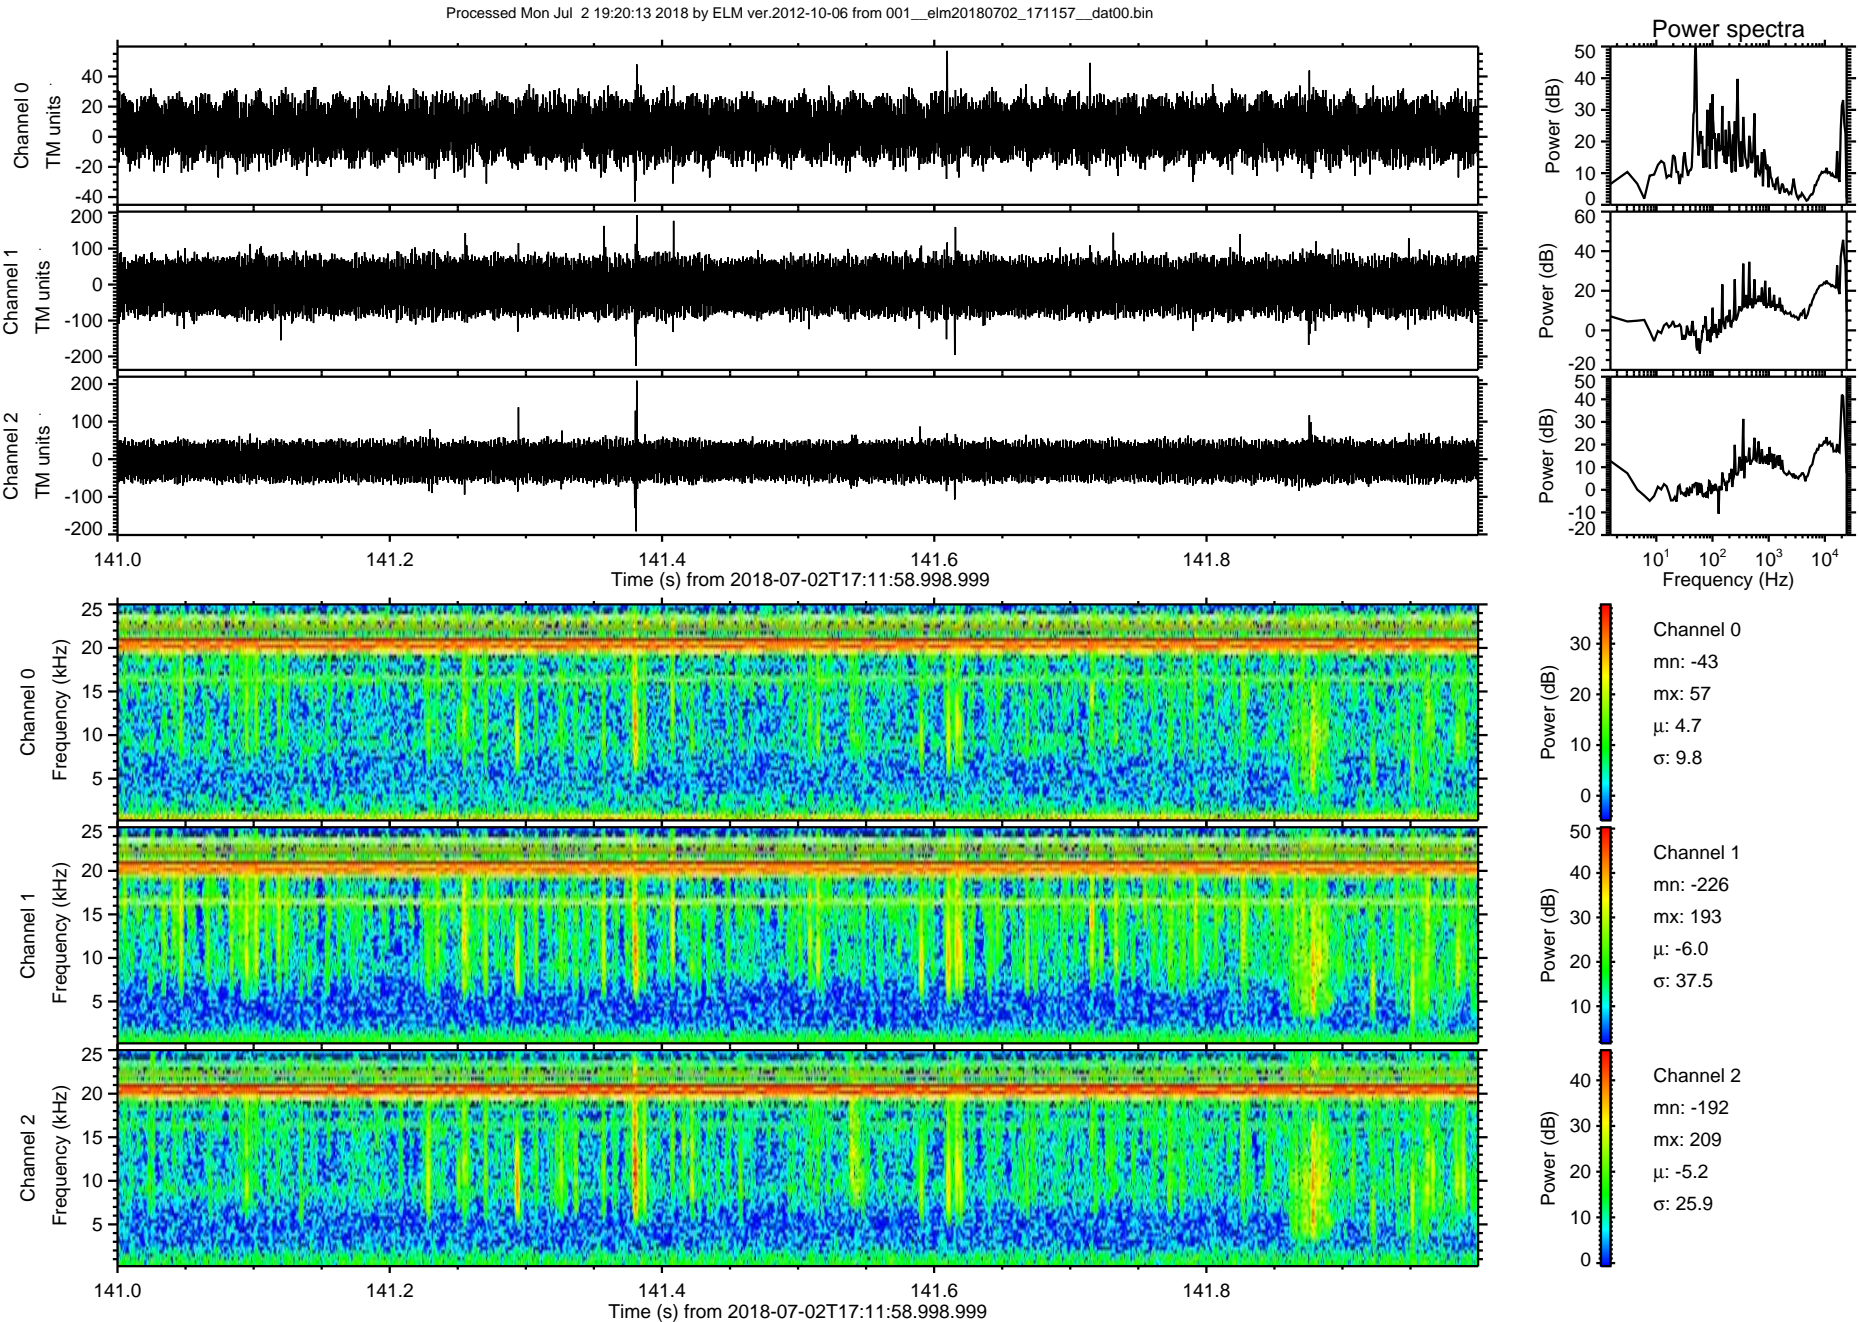 Processed Mon Jul  2 19:20:13 2018 by ELM ver.2012-10-06 from 001__elm20180702_171157__dat00.bin
Power spectra
Channel 0
TM units
40
20
0
-20
-40
Power (dB)
50
40
30
20
10
0
Channel 1
TM units
200
100
0
-100
-200
Power (dB)
60
40
20
0
-20
Channel 2
TM units
200
100
0
-100
-200
Power (dB)
50
40
30
20
10
0
-10
-20
141.0
141.2
141.4
141.6
141.8
Time (s) from 2018-07-02T17:11:58.998.999
10^1
10^2
10^3
10^4
Frequency (Hz)
Channel 0
Frequency (kHz)
25
20
15
10
5
Power (dB)
30
20
10
0
Channel 0
mn: -43
mx: 57
μ: 4.7
σ: 9.8
Channel 1
Frequency (kHz)
25
20
15
10
5
Power (dB)
50
40
30
20
10
Channel 1
mn: -226
mx: 193
μ: -6.0
σ: 37.5
Channel 2
Frequency (kHz)
25
20
15
10
5
Power (dB)
40
30
20
10
0
Channel 2
mn: -192
mx: 209
μ: -5.2
σ: 25.9
141.0
141.2
141.4
141.6
141.8
Time (s) from 2018-07-02T17:11:58.998.999